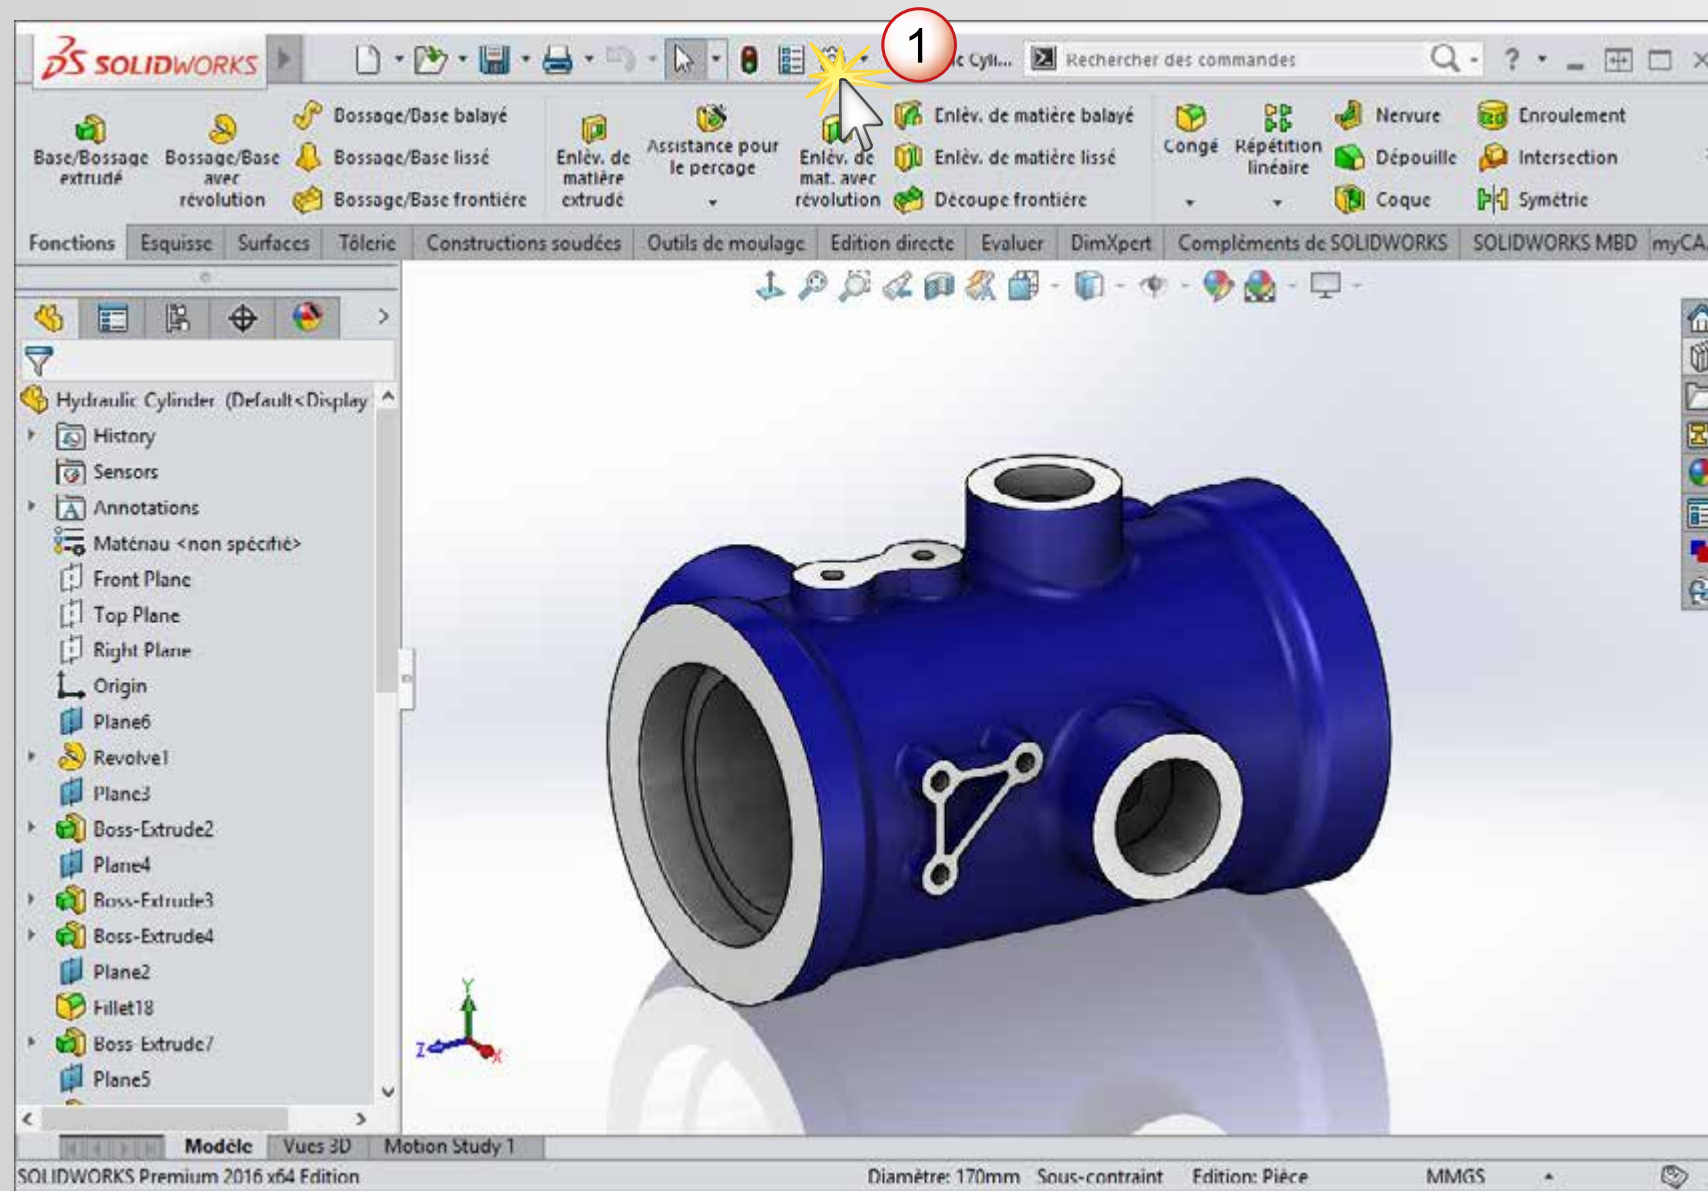 SOLIDWORKS
1
ic Cyli...
Rechercher des commandes
?
Base/Bossage
extrudé
Bossage/Base
avec
révolution
Bossage/Base balayé
Bossage/Base lissé
Bossage/Base frontière
Enlèv. de
matière
extrudé
Assistance pour
le perçage
Enlèv. de
mat. avec
révolution
Enlèv. de matière balayé
Enlèv. de matière lissé
Découpe frontière
Congé
Répétition
linéaire
Nervure
Dépouille
Coque
Enroulement
Intersection
Symétrie
Fonctions Esquisse Surfaces Tôlerie Constructions soudées Outils de moulage Edition directe Evaluer DimXpert Compléments de SOLIDWORKS SOLIDWORKS MBD myCA
Hydraulic Cylinder (Default<Display
History
Sensors
Annotations
Matériau <non spécifié>
Front Plane
Top Plane
Right Plane
Origin
Plane6
Revolve1
Plane3
Boss-Extrude2
Plane4
Boss-Extrude3
Boss-Extrude4
Plane2
Fillet18
Boss-Extrude7
Plane5
Y
Z
X
Modèle Vues 3D Motion Study 1
SOLIDWORKS Premium 2016 x64 Edition Diamètre: 170mm Sous-contraint Edition: Pièce MMGS